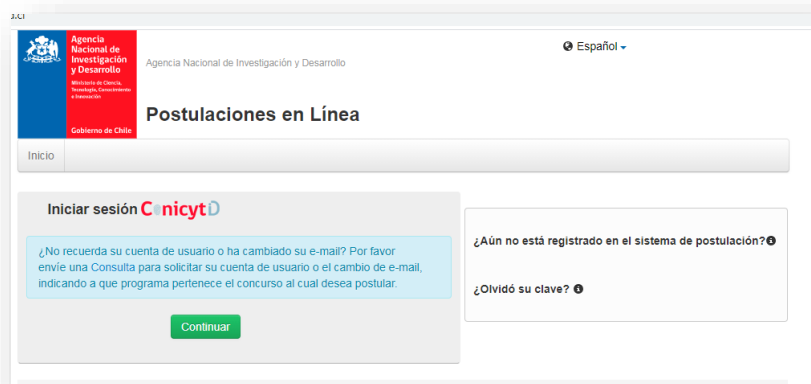 Agencia
Nacional de
Investigación
y Desarrollo
Ministerio de Ciencia,
Tecnología, Conocimiento
e Innovación
Gobierno de Chile
Agencia Nacional de Investigación y Desarrollo
Español
Postulaciones en Línea
Inicio
Iniciar sesión ConicytiD
¿No recuerda su cuenta de usuario o ha cambiado su e-mail? Por favor
envíe una Consulta para solicitar su cuenta de usuario o el cambio de e-mail,
indicando a que programa pertenece el concurso al cual desea postular.
Continuar
¿Aún no está registrado en el sistema de postulación?
¿Olvidó su clave?